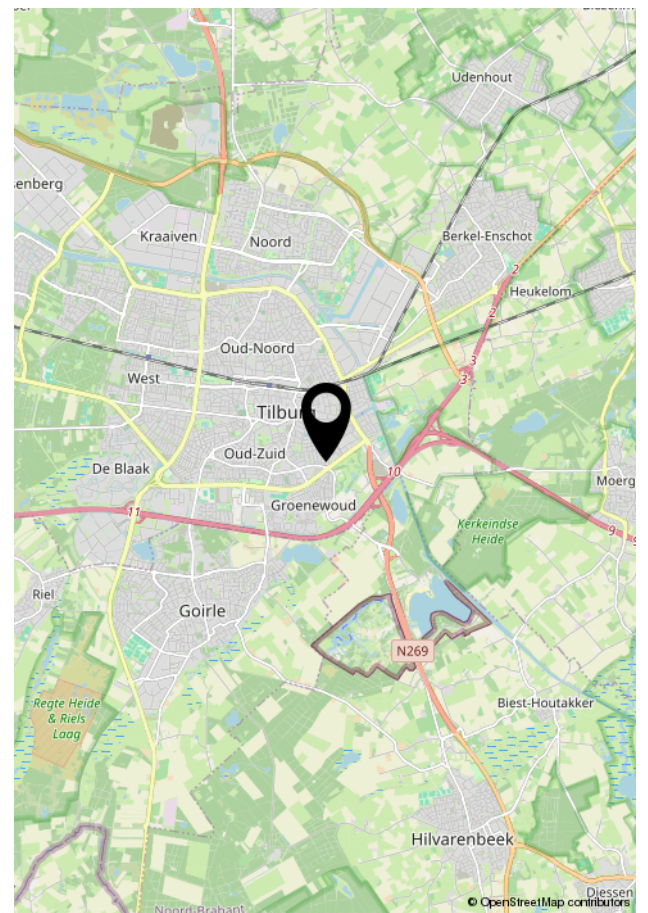 Udenhout
senberg
Kraaiven
Noord
Berkel-Enschot
2
Heukelom
2
Oud-Noord
3
West
3
Tilburg
Oud-Zuid
De Blaak
10
Moerg
11
Groenewoud
Kerkeindse
Heide
9
9
Riel
Goirle
N269
Regte Heide
& Riels
Laag
Biest-Houtakker
Hilvarenbeek
Diessen
© OpenStreetMap contributors
Noord-Brabant